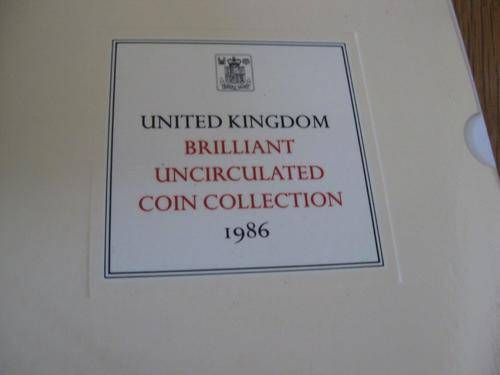 UNITED KINGDOM
BRILLIANT
UNCIRCULATED
COIN COLLECTION
1986